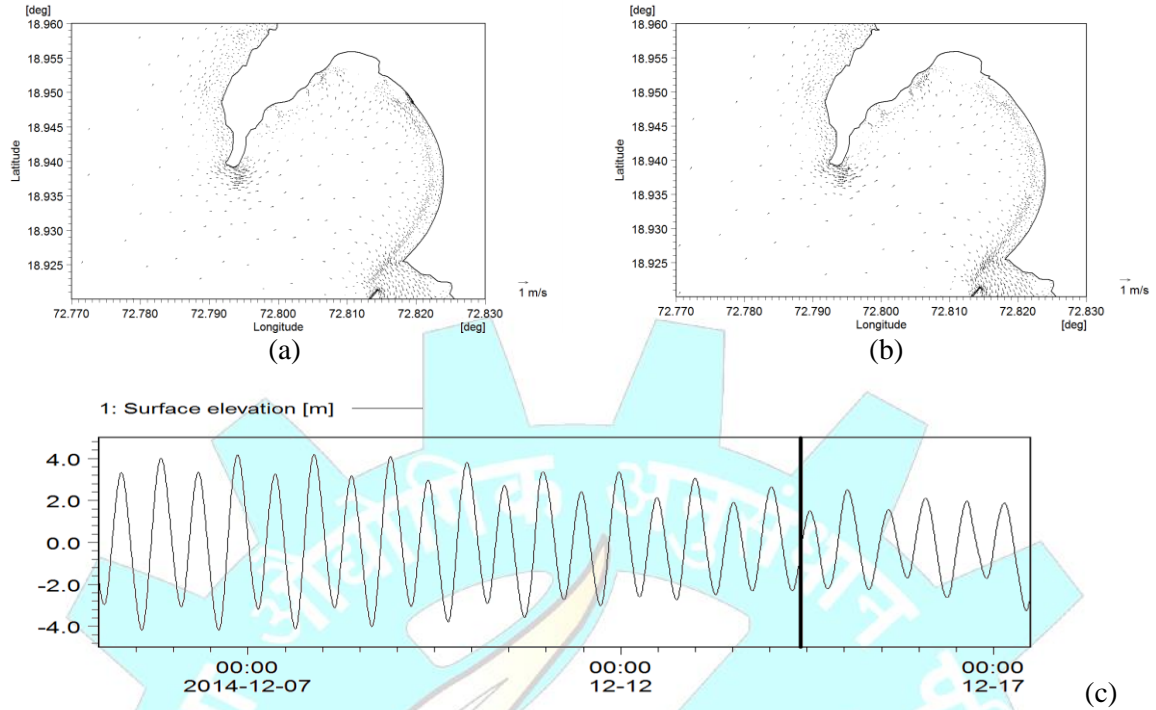 [deg]
18.960
18.955
18.950
18.945
18.940
18.935
18.930
18.925
Latitude
1 m/s
72.770 72.780 72.790 72.800 72.810 72.820 72.830
Longitude [deg]
(a)
[deg]
18.960
18.955
18.950
18.945
18.940
18.935
18.930
18.925
Latitude
1 m/s
72.770 72.780 72.790 72.800 72.810 72.820 72.830
Longitude [deg]
(b)
1: Surface elevation [m]
4.0
2.0
0.0
-2.0
-4.0
00:00 00:00 00:00
2014-12-07 12-12 12-17
(c)
औद्योगिक